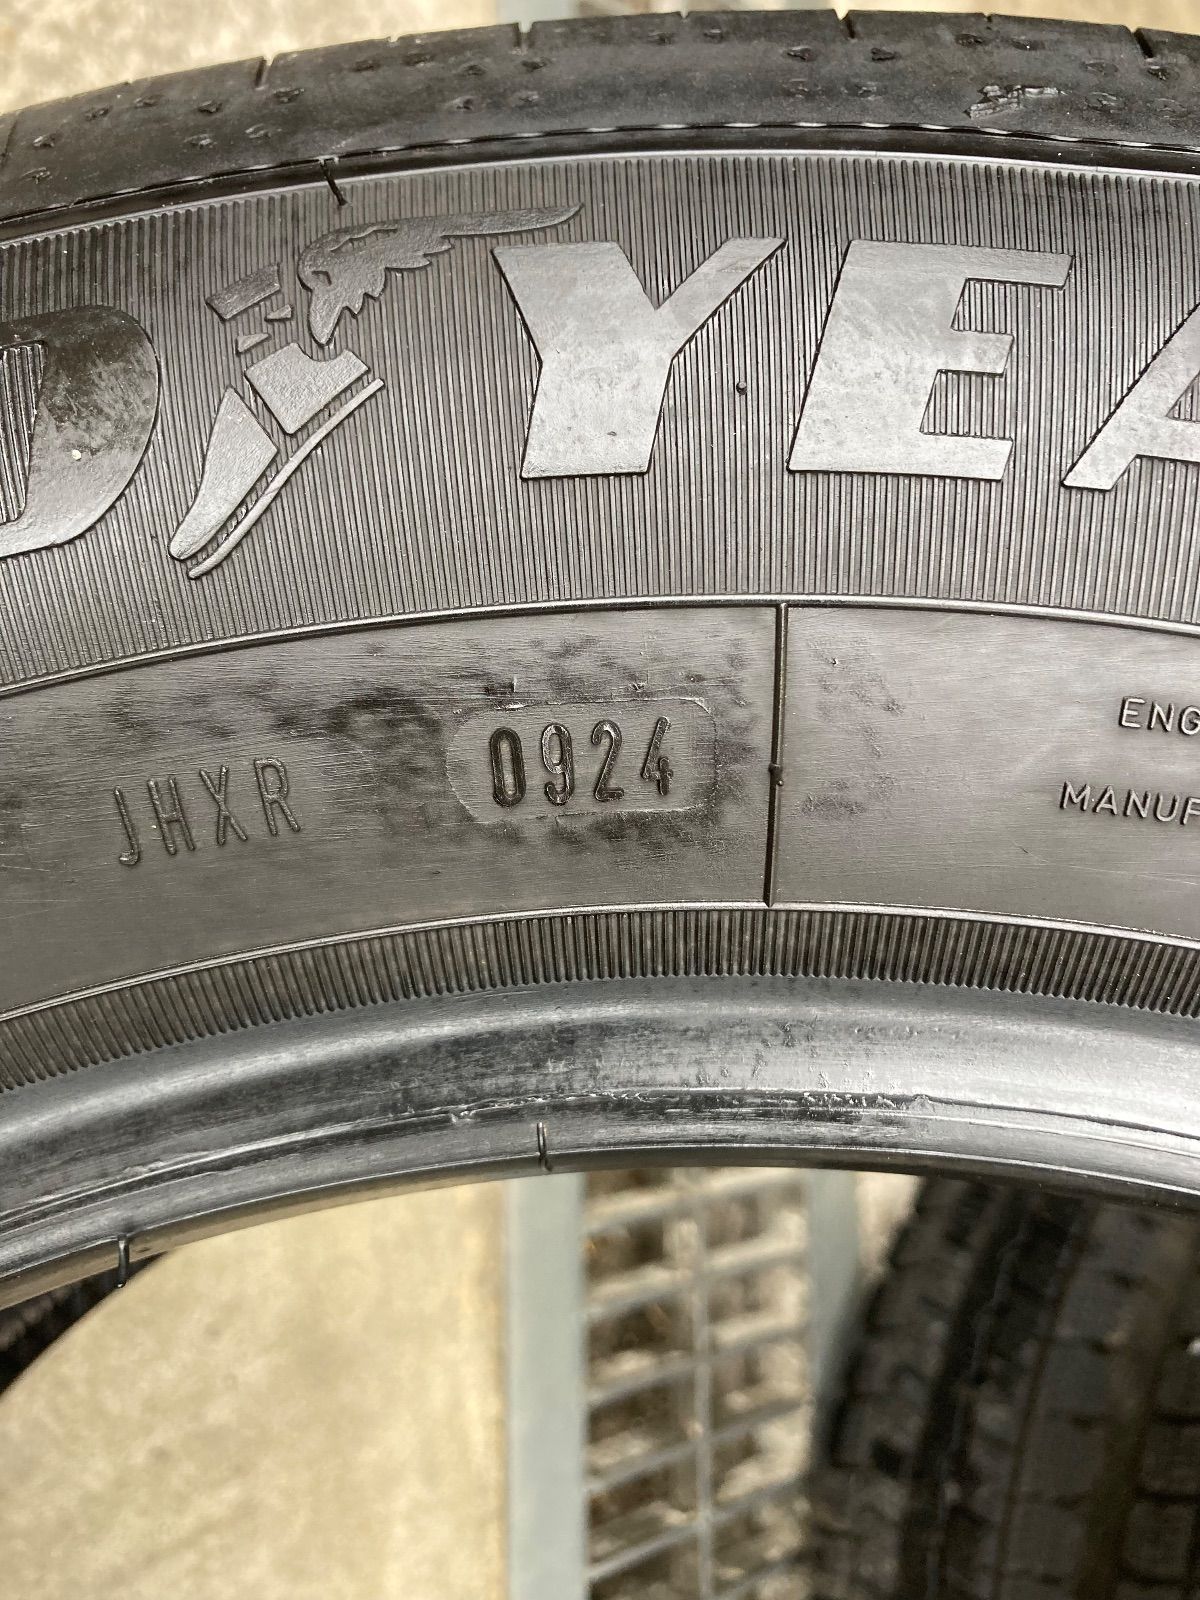 D YEA
JHXR 0924
ENG
MANUF